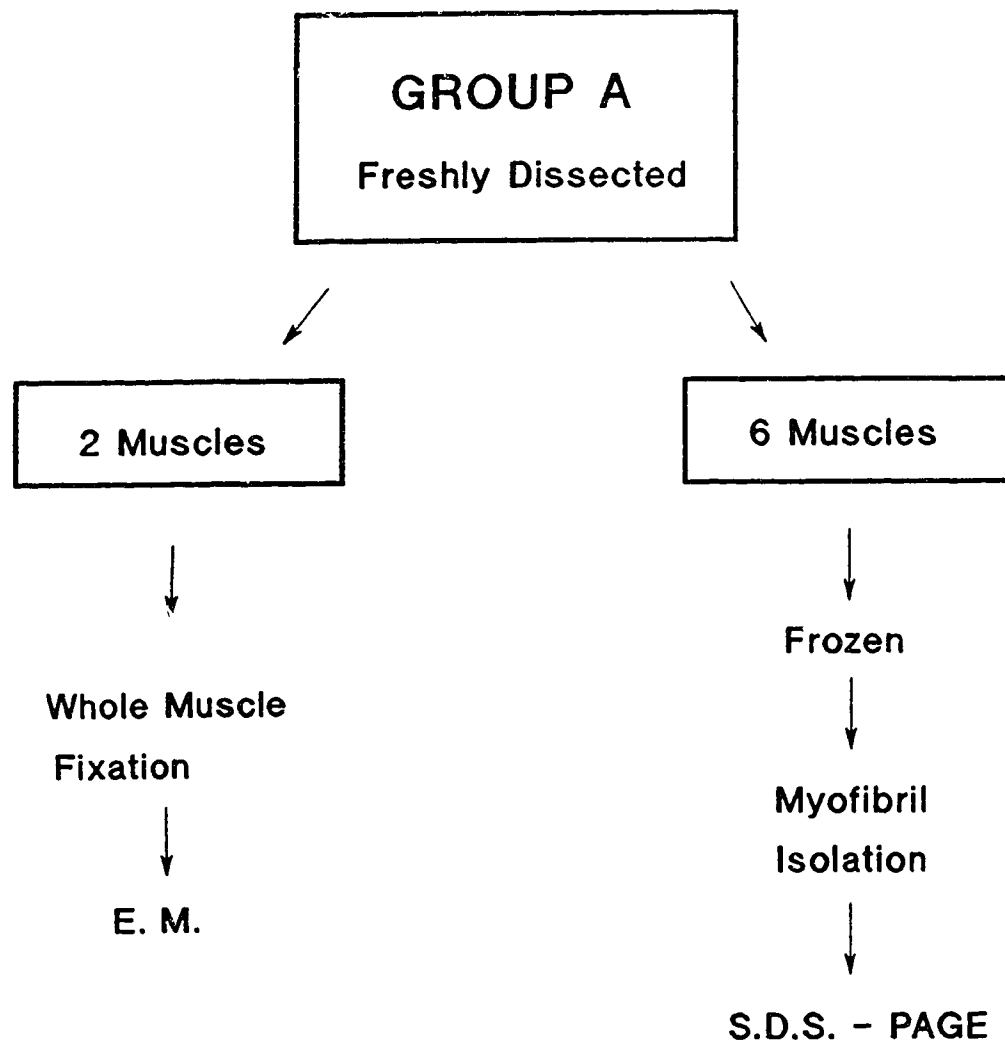 GROUP A
Freshly Dissected
2 Muscles
6 Muscles
Whole Muscle
Fixation
E. M.
Frozen
Myofibril
Isolation
S.D.S. - PAGE